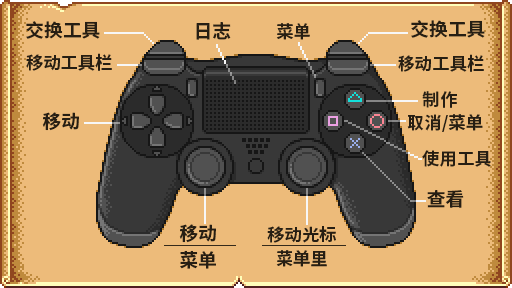 交换工具
日志
菜单
交换工具
移动工具栏
移动工具栏
制作
移动
取消/菜单
使用工具
查看
移动
菜单
移动光标
菜单里